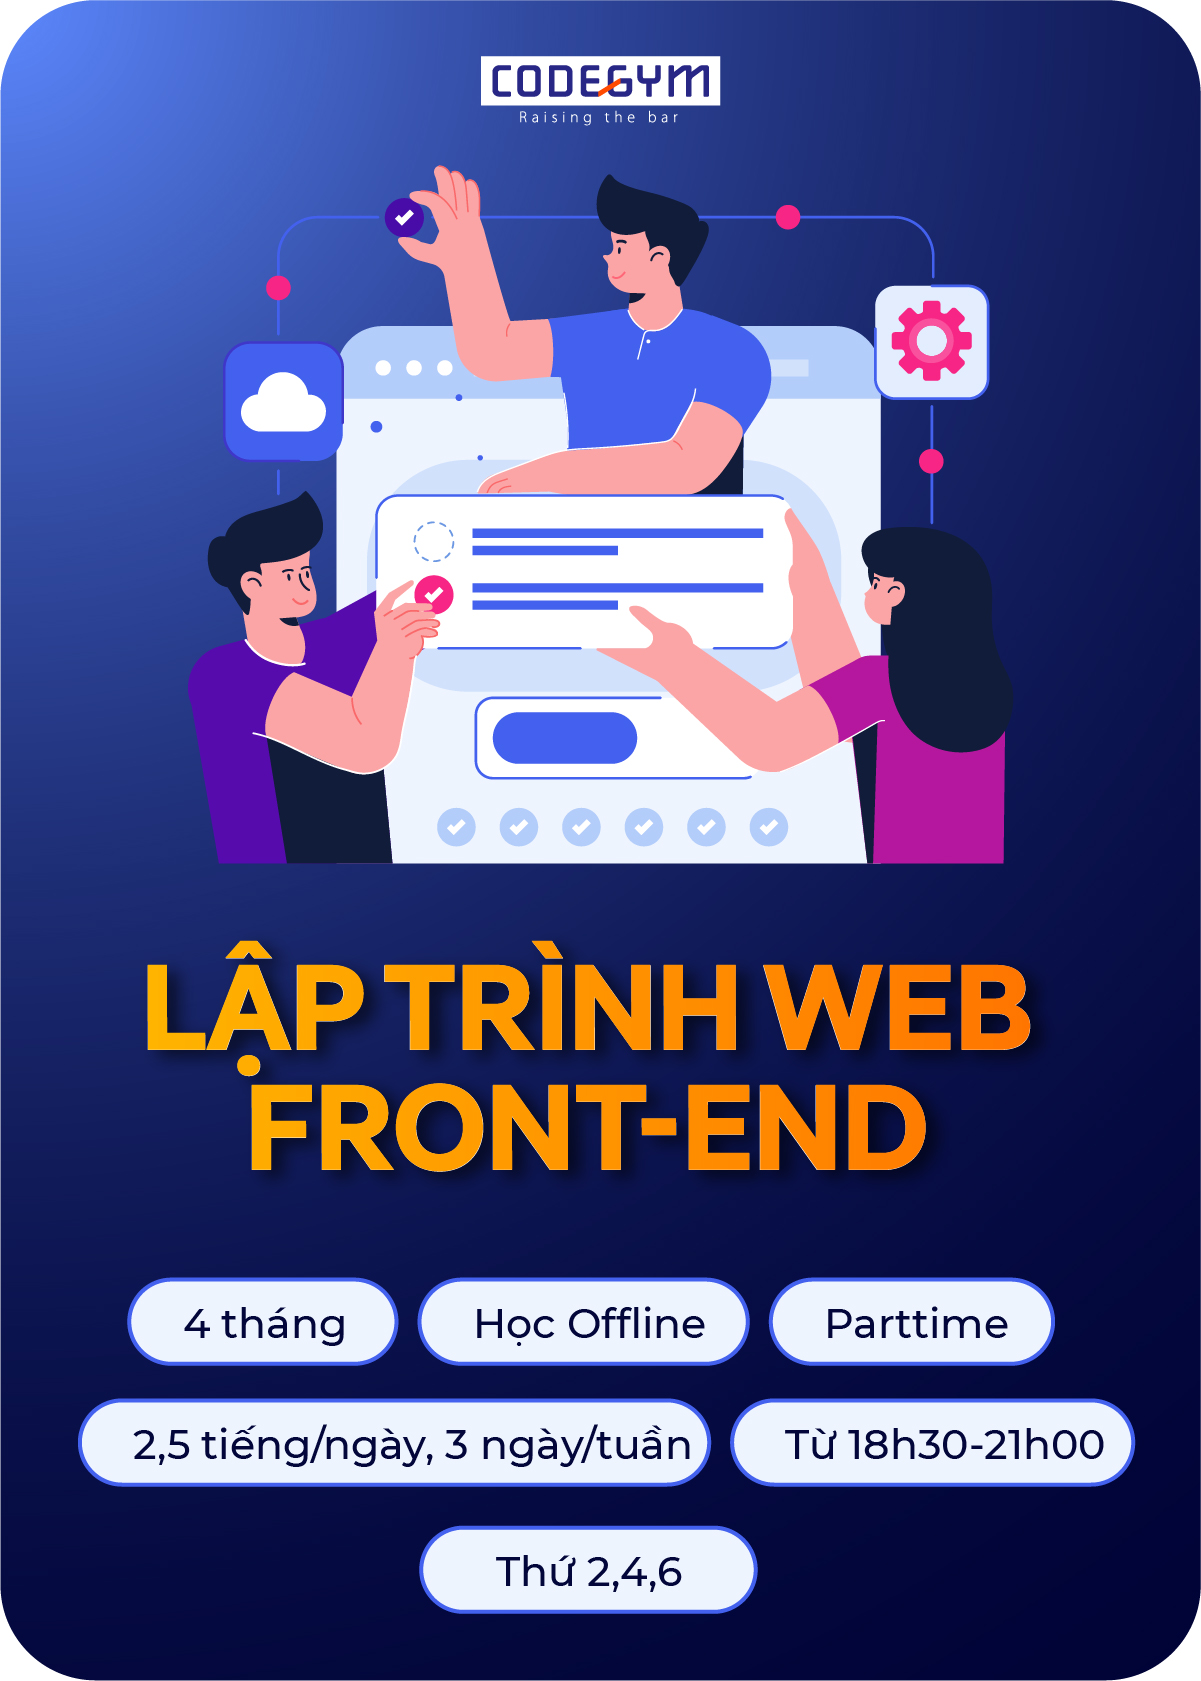 CODEGYM
Raising the bar
LẬP TRÌNH WEB
FRONT-END
4 tháng
Học Offline
Parttime
2,5 tiếng/ngày, 3 ngày/tuần
Từ 18h30-21h00
Thứ 2,4,6